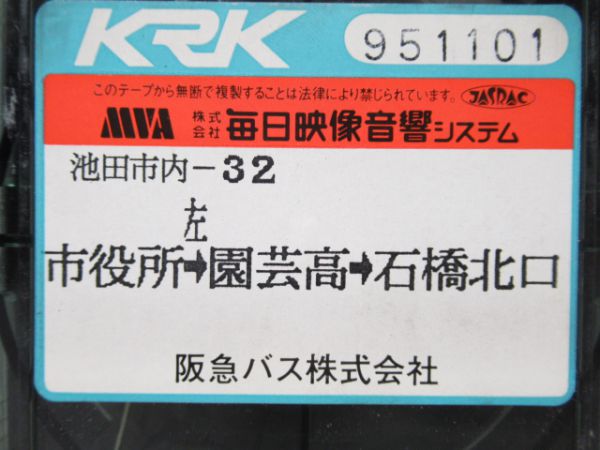 KRK 951101
このテープから無断で複製することは法律により禁じられています。 JASRAC
MVA 株式会社 毎日映像音響システム
池田市内-32
左
市役所➡園芸高➡石橋北口
阪急バス株式会社